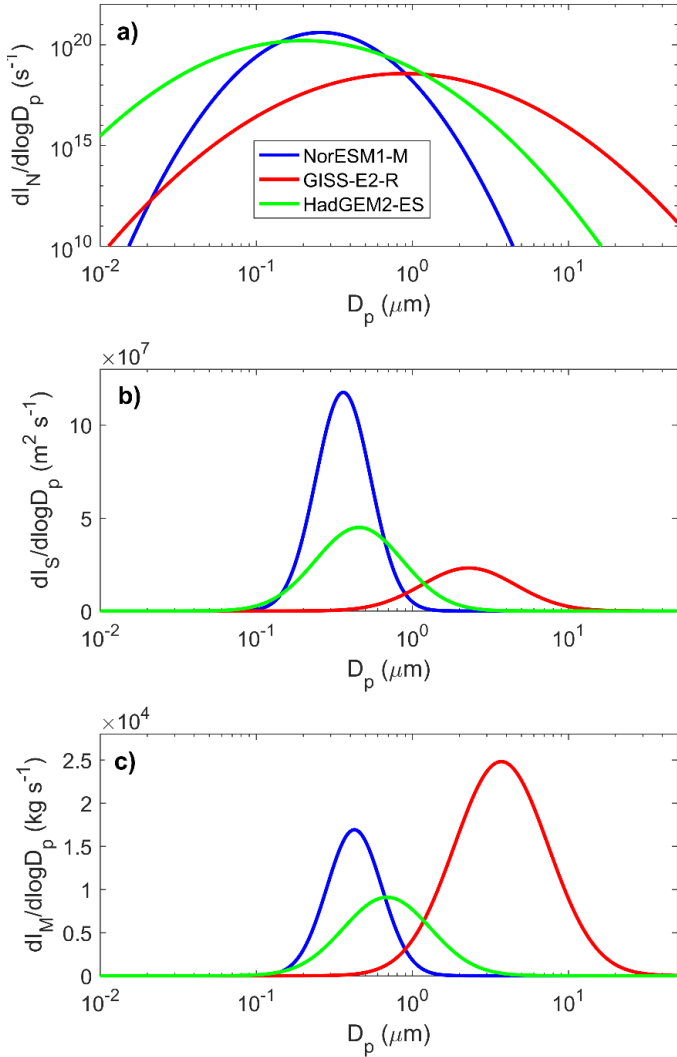 a)
10^20
10^15
10^10
dI_N/dlogD_p (s^-1)
NorESM1-M
GISS-E2-R
HadGEM2-ES
10^-2 10^-1 10^0 10^1
D_p (μm)
×10^7
b)
10
5
0
dI_S/dlogD_p (m^2 s^-1)
10^-2 10^-1 10^0 10^1
D_p (μm)
×10^4
c)
2.5
2
1.5
1
0.5
0
dI_M/dlogD_p (kg s^-1)
10^-2 10^-1 10^0 10^1
D_p (μm)